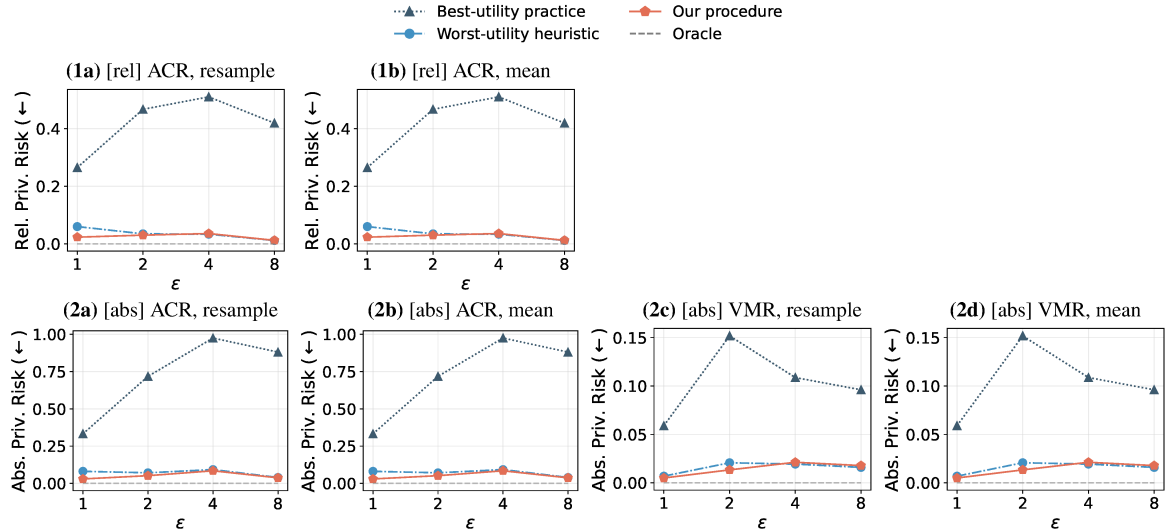 Best-utility practice
Worst-utility heuristic
Our procedure
Oracle
(1a) [rel] ACR, resample
Rel. Priv. Risk (←)
0.4
0.2
0.0
1 2 4 8
ε
(1b) [rel] ACR, mean
Rel. Priv. Risk (←)
0.4
0.2
0.0
1 2 4 8
ε
(2a) [abs] ACR, resample
Abs. Priv. Risk (←)
1.00
0.75
0.50
0.25
0.00
1 2 4 8
ε
(2b) [abs] ACR, mean
Abs. Priv. Risk (←)
1.00
0.75
0.50
0.25
0.00
1 2 4 8
ε
(2c) [abs] VMR, resample
Abs. Priv. Risk (←)
0.15
0.10
0.05
0.00
1 2 4 8
ε
(2d) [abs] VMR, mean
Abs. Priv. Risk (←)
0.15
0.10
0.05
0.00
1 2 4 8
ε